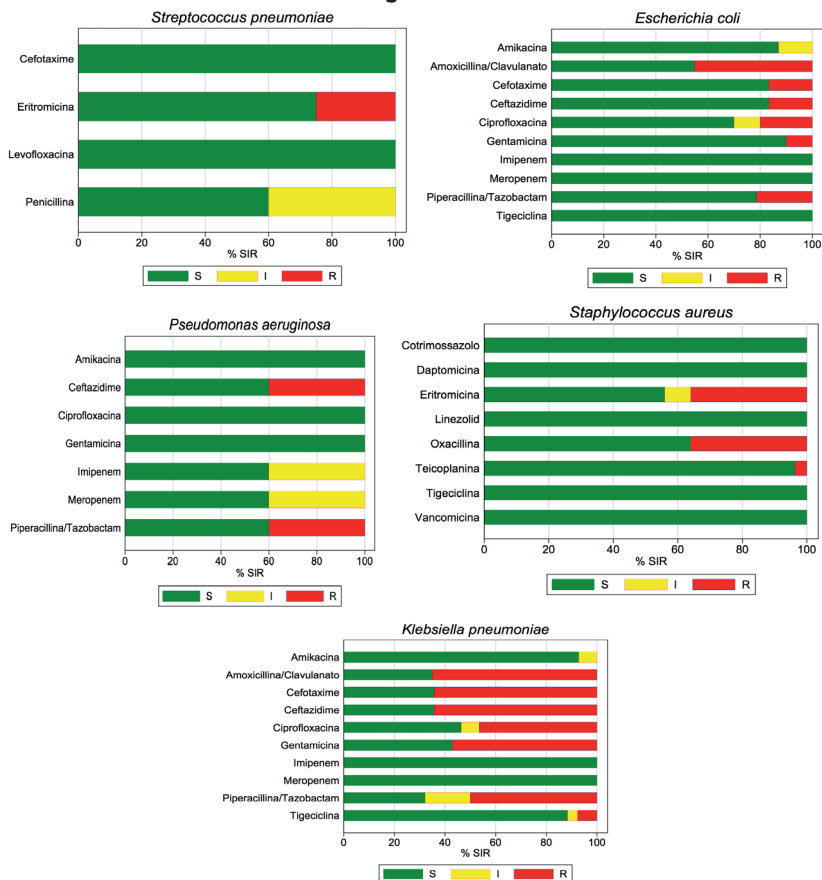 Streptococcus pneumoniae
Cefotaxime
Eritromicina
Levofloxacina
Penicillina
0 20 40 60 80 100
% SIR
S I R
Escherichia coli
Amikacina
Amoxicillina/Clavulanato
Cefotaxime
Ceftazidime
Ciprofloxacina
Gentamicina
Imipenem
Meropenem
Piperacillina/Tazobactam
Tigeciclina
0 20 40 60 80 100
% SIR
S I R
Pseudomonas aeruginosa
Amikacina
Ceftazidime
Ciprofloxacina
Gentamicina
Imipenem
Meropenem
Piperacillina/Tazobactam
0 20 40 60 80 100
% SIR
S I R
Staphylococcus aureus
Cotrimossazolo
Daptomicina
Eritromicina
Linezolid
Oxacillina
Teicoplanina
Tigeciclina
Vancomicina
0 20 40 60 80 100
% SIR
S I R
Klebsiella pneumoniae
Amikacina
Amoxicillina/Clavulanato
Cefotaxime
Ceftazidime
Ciprofloxacina
Gentamicina
Imipenem
Meropenem
Piperacillina/Tazobactam
Tigeciclina
0 20 40 60 80 100
% SIR
S I R